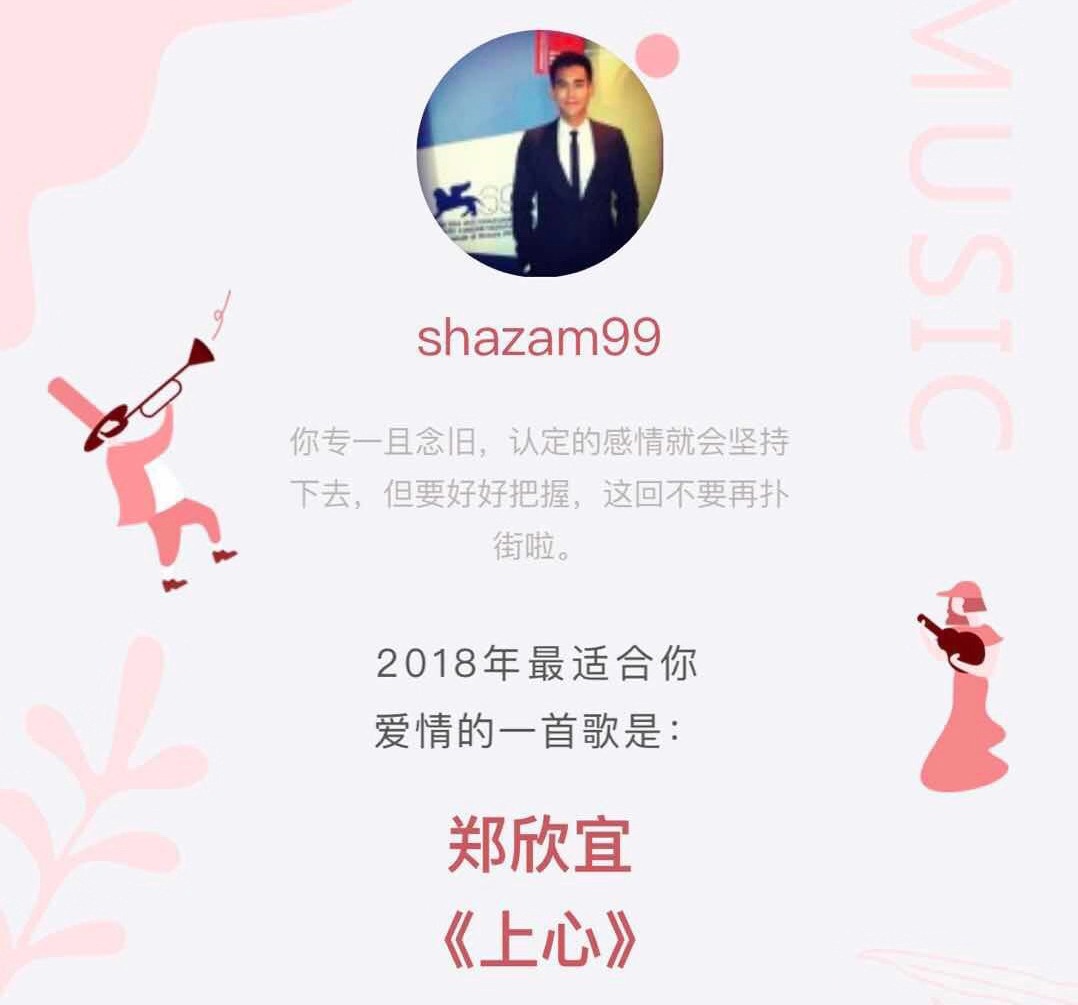 MUSIC
shazam99
你专一且念旧，认定的感情就会坚持
下去，但要好好把握，这回不要再扑
街啦。
2018年最适合你
爱情的一首歌是：
郑欣宜
《上心》